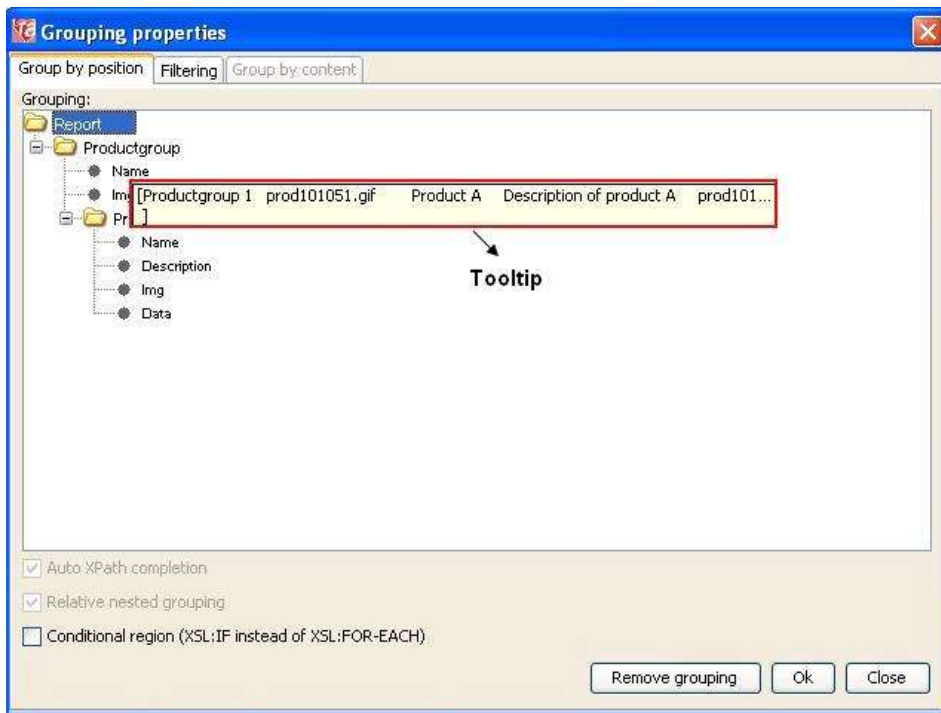 Grouping properties
Group by position Filtering Group by content
Grouping:
Report
Productgroup
Name
Img
[Productgroup 1 prod101051.gif Product A Description of product A prod101...
]
Pr
Name
Tooltip
Description
Img
Data
Auto XPath completion
Relative nested grouping
Conditional region (XSL:IF instead of XSL:FOR-EACH)
Remove grouping Ok Close